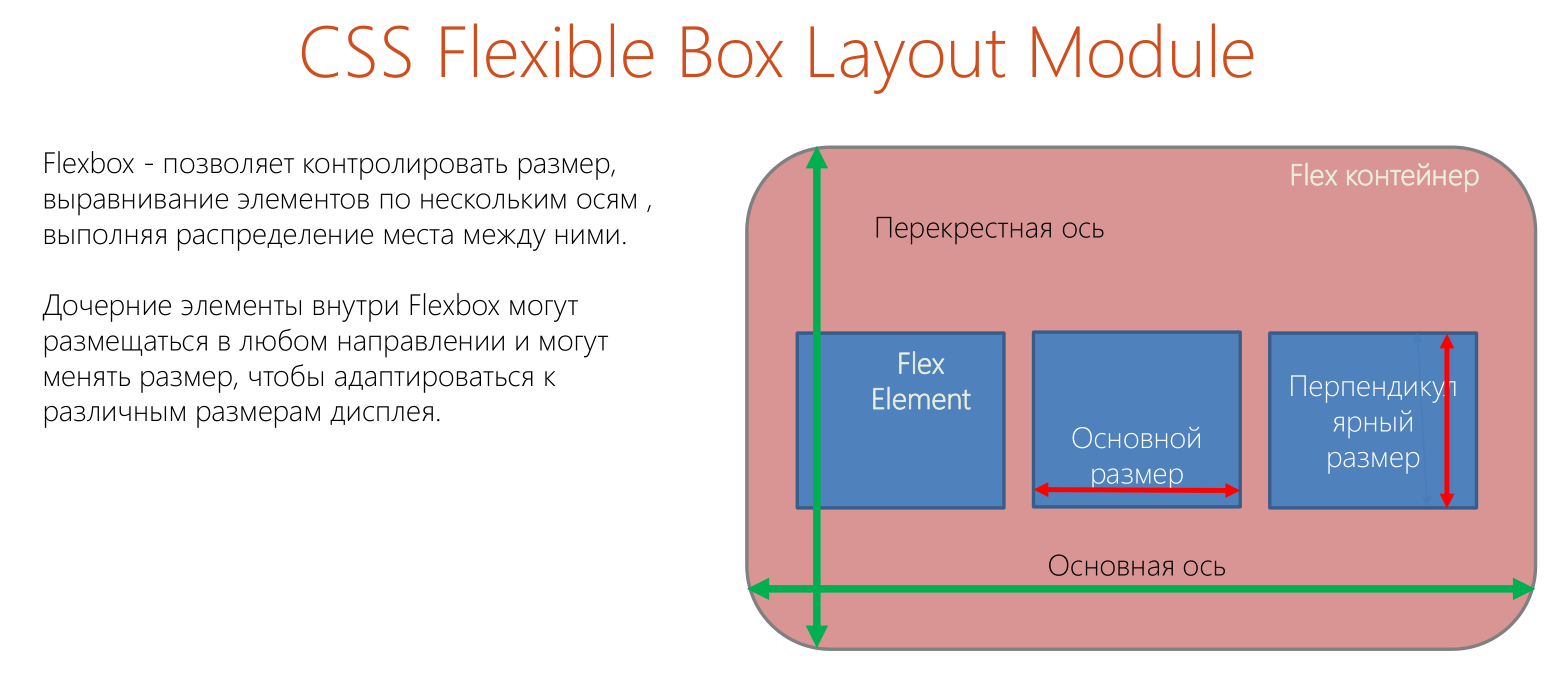 CSS Flexible Box Layout Module
Flexbox - позволяет контролировать размер,
выравнивание элементов по нескольким осям ,
выполняя распределение места между ними.
Дочерние элементы внутри Flexbox могут
размещаться в любом направлении и могут
менять размер, чтобы адаптироваться к
различным размерам дисплея.
Flex контейнер
Перекрестная ось
Flex
Element
Основной
размер
Перпендикул
ярный
размер
Основная ось